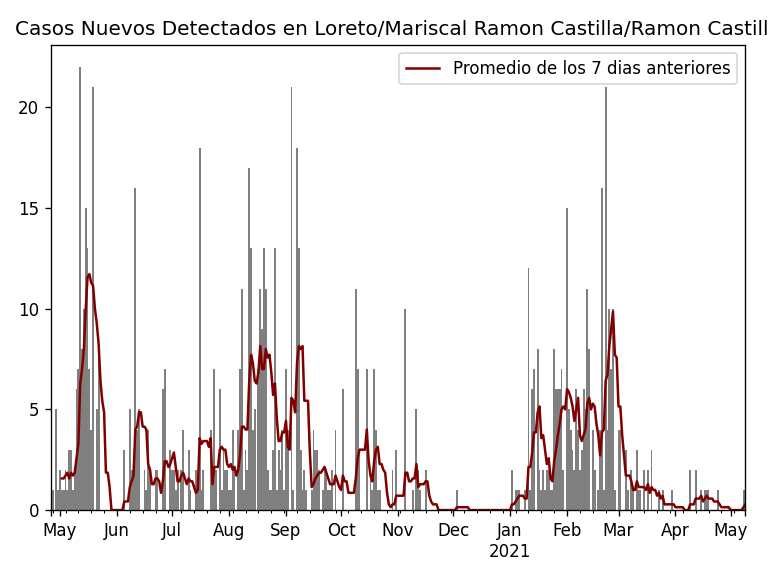 Casos Nuevos Detectados en Loreto/Mariscal Ramon Castilla/Ramon Castill
Promedio de los 7 dias anteriores
20
15
10
5
0
May Jun Jul Aug Sep Oct Nov Dec Jan Feb Mar Apr May
2021